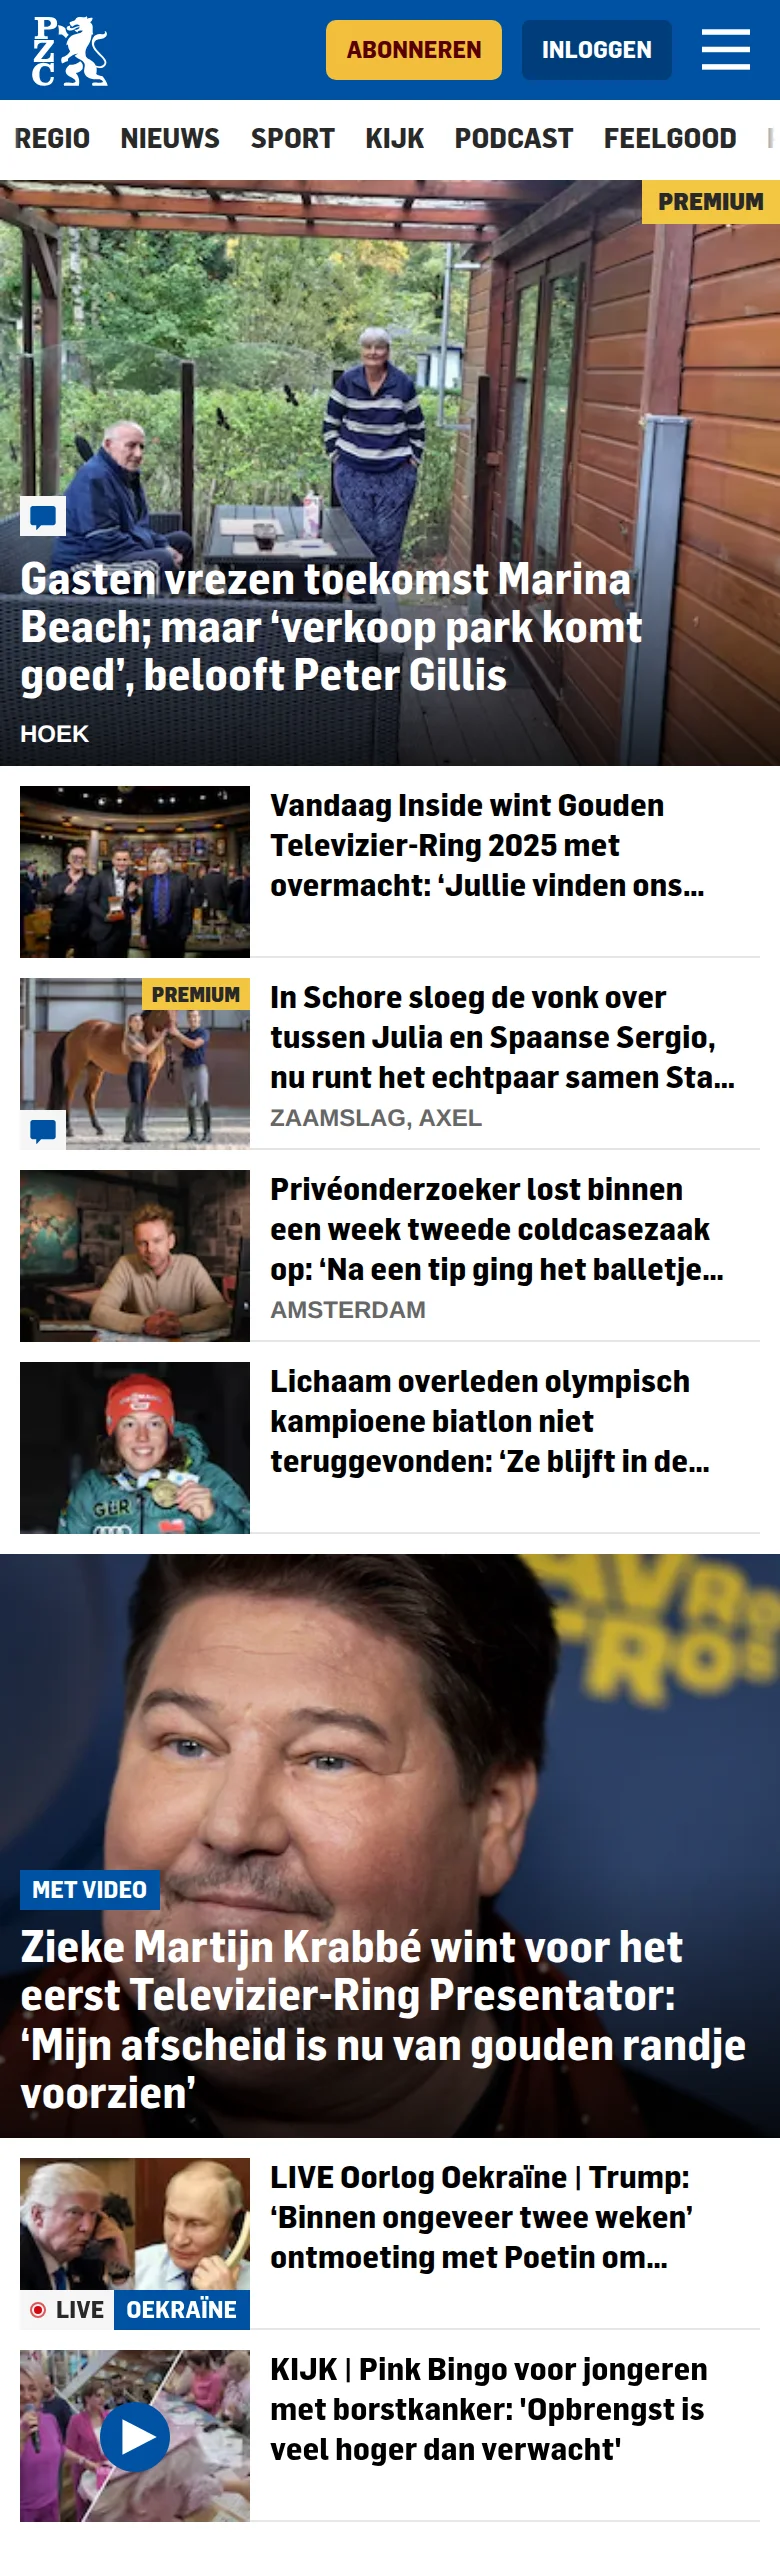 PZC
ABONNEREN
INLOGGEN
REGIO NIEUWS SPORT KIJK PODCAST FEELGOOD
PREMIUM
Gasten vrezen toekomst Marina
Beach; maar ‘verkoop park komt
goed’, belooft Peter Gillis
HOEK
Vandaag Inside wint Gouden
Televizier-Ring 2025 met
overmacht: ‘Jullie vinden ons...
PREMIUM
In Schore sloeg de vonk over
tussen Julia en Spaanse Sergio,
nu runt het echtpaar samen Sta...
ZAAMSLAG, AXEL
Privéonderzoeker lost binnen
een week tweede coldcasezaak
op: ‘Na een tip ging het balletje...
AMSTERDAM
GER
Lichaam overleden olympisch
kampioene biatlon niet
teruggevonden: ‘Ze blijft in de...
AVRO
TROS
MET VIDEO
Zieke Martijn Krabbé wint voor het
eerst Televizier-Ring Presentator:
‘Mijn afscheid is nu van gouden randje
voorzien’
LIVE OEKRAÏNE
LIVE Oorlog Oekraïne | Trump:
‘Binnen ongeveer twee weken’
ontmoeting met Poetin om...
KIJK | Pink Bingo voor jongeren
met borstkanker: 'Opbrengst is
veel hoger dan verwacht'